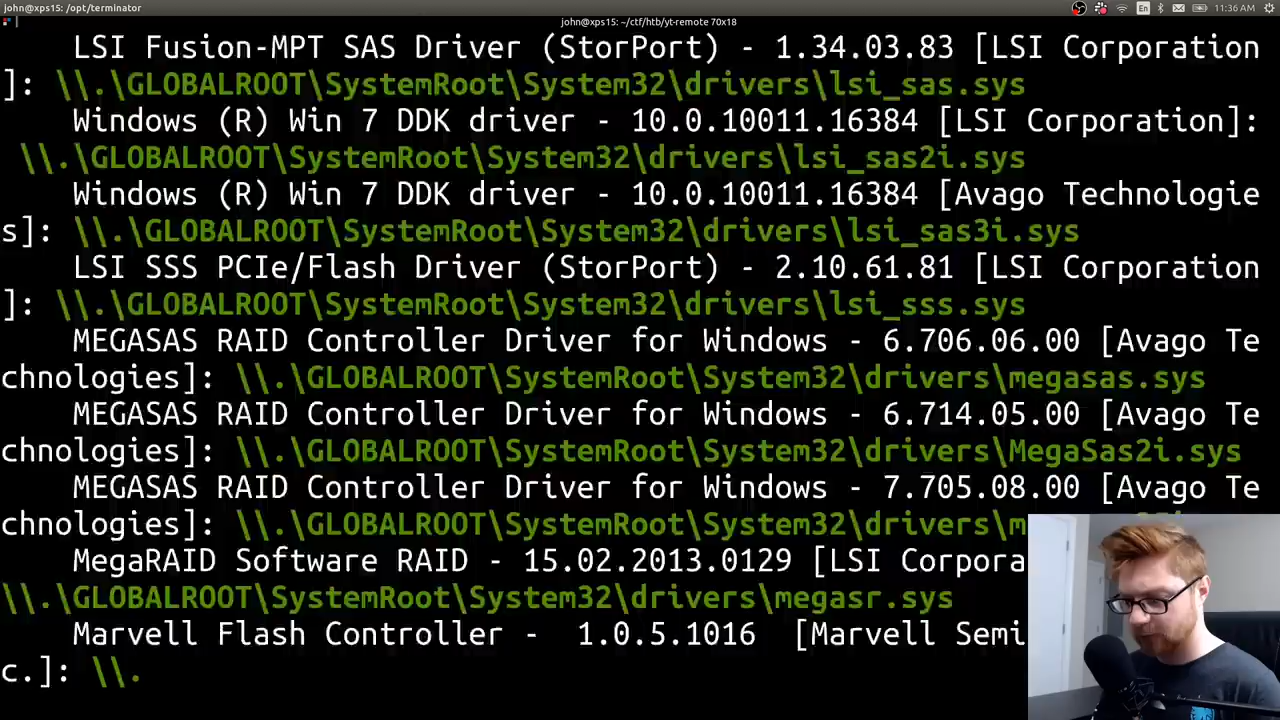 john@xps15: /opt/terminator
En
11:36 AM
john@xps15: ~/ctf/htb/yt-remote 70x18
LSI Fusion-MPT SAS Driver (StorPort) - 1.34.03.83 [LSI Corporation
]: \\.\GLOBALROOT\SystemRoot\System32\drivers\lsi_sas.sys
Windows (R) Win 7 DDK driver - 10.0.10011.16384 [LSI Corporation]:
\\.\GLOBALROOT\SystemRoot\System32\drivers\lsi_sas2i.sys
Windows (R) Win 7 DDK driver - 10.0.10011.16384 [Avago Technologie
s]: \\.\GLOBALROOT\SystemRoot\System32\drivers\lsi_sas3i.sys
LSI SSS PCIe/Flash Driver (StorPort) - 2.10.61.81 [LSI Corporation
]: \\.\GLOBALROOT\SystemRoot\System32\drivers\lsi_sss.sys
MEGASAS RAID Controller Driver for Windows - 6.706.06.00 [Avago Te
chnologies]: \\.\GLOBALROOT\SystemRoot\System32\drivers\megasas.sys
MEGASAS RAID Controller Driver for Windows - 6.714.05.00 [Avago Te
chnologies]: \\.\GLOBALROOT\SystemRoot\System32\drivers\MegaSas2i.sys
MEGASAS RAID Controller Driver for Windows - 7.705.08.00 [Avago Te
chnologies]: \\.\GLOBALROOT\SystemRoot\System32\drivers\m
MegaRAID Software RAID - 15.02.2013.0129 [LSI Corpora
\\.\GLOBALROOT\SystemRoot\System32\drivers\megasr.sys
Marvell Flash Controller -  1.0.5.1016  [Marvell Semi
c.]: \\.